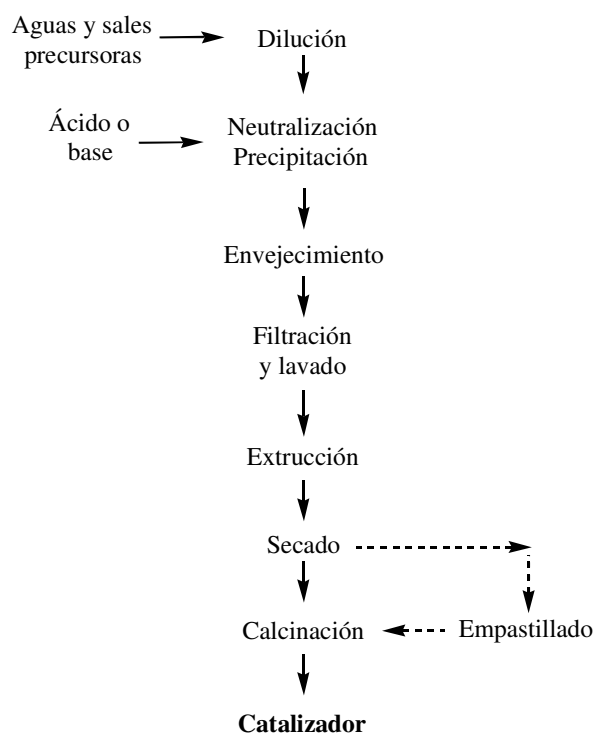 Aguas y sales
precursoras
Dilución
Ácido o
base
Neutralización
Precipitación
Envejecimiento
Filtración
y lavado
Extrucción
Secado
Calcinación
Empastillado
Catalizador